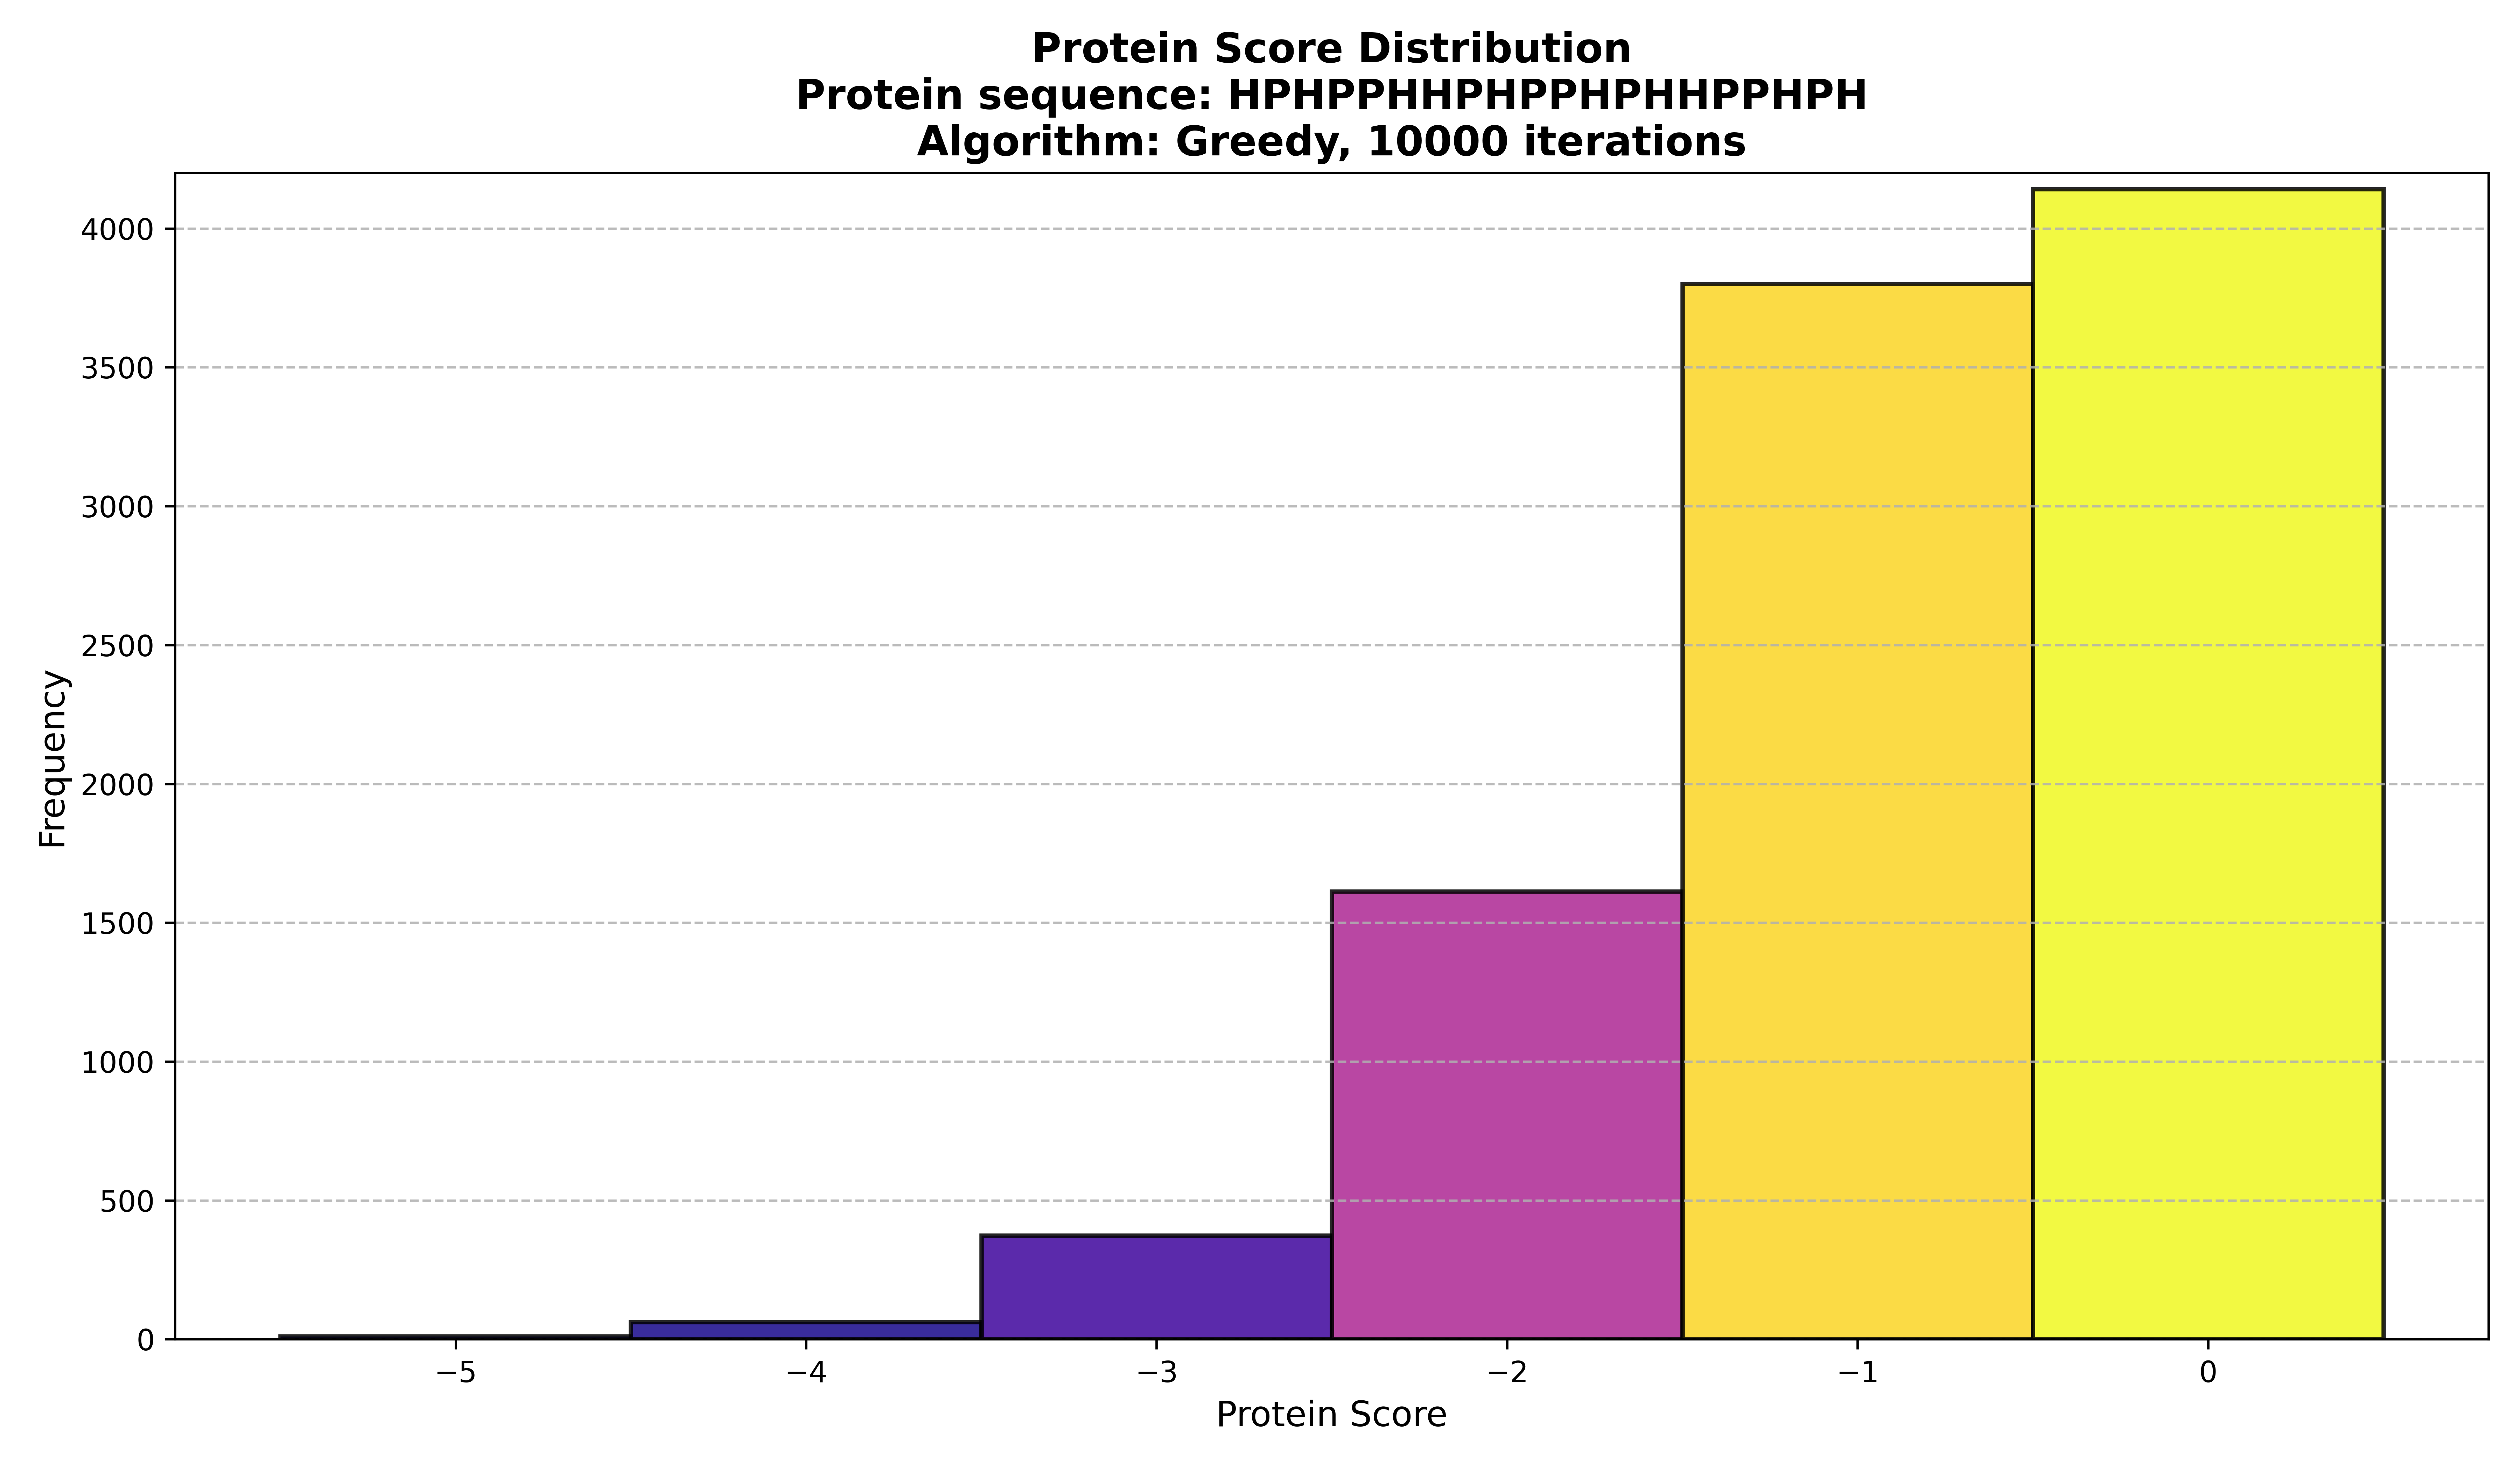 Protein Score Distribution
Protein sequence: HPHPPHHPHPPHPHHPPHPH
Algorithm: Greedy, 10000 iterations
4000
3500
3000
2500
2000
1500
1000
500
0
Frequency
−5 −4 −3 −2 −1 0
Protein Score